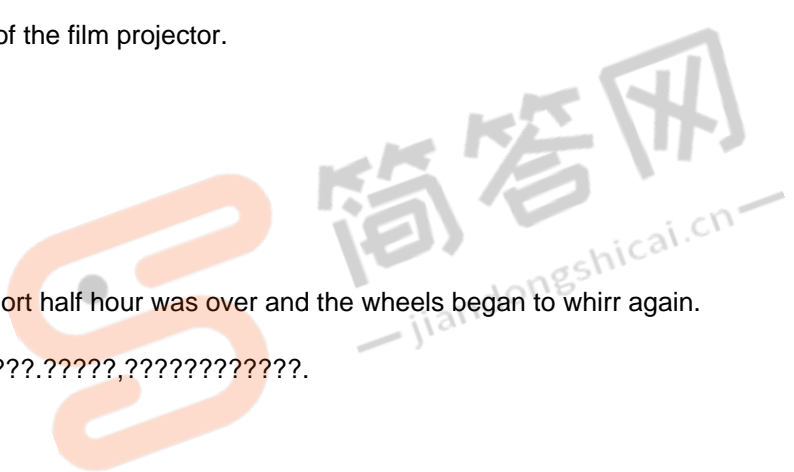 of the film projector.
简答网
jiandongshicai.cn
ort half hour was over and the wheels began to whirr again.
???.?????,????????????.